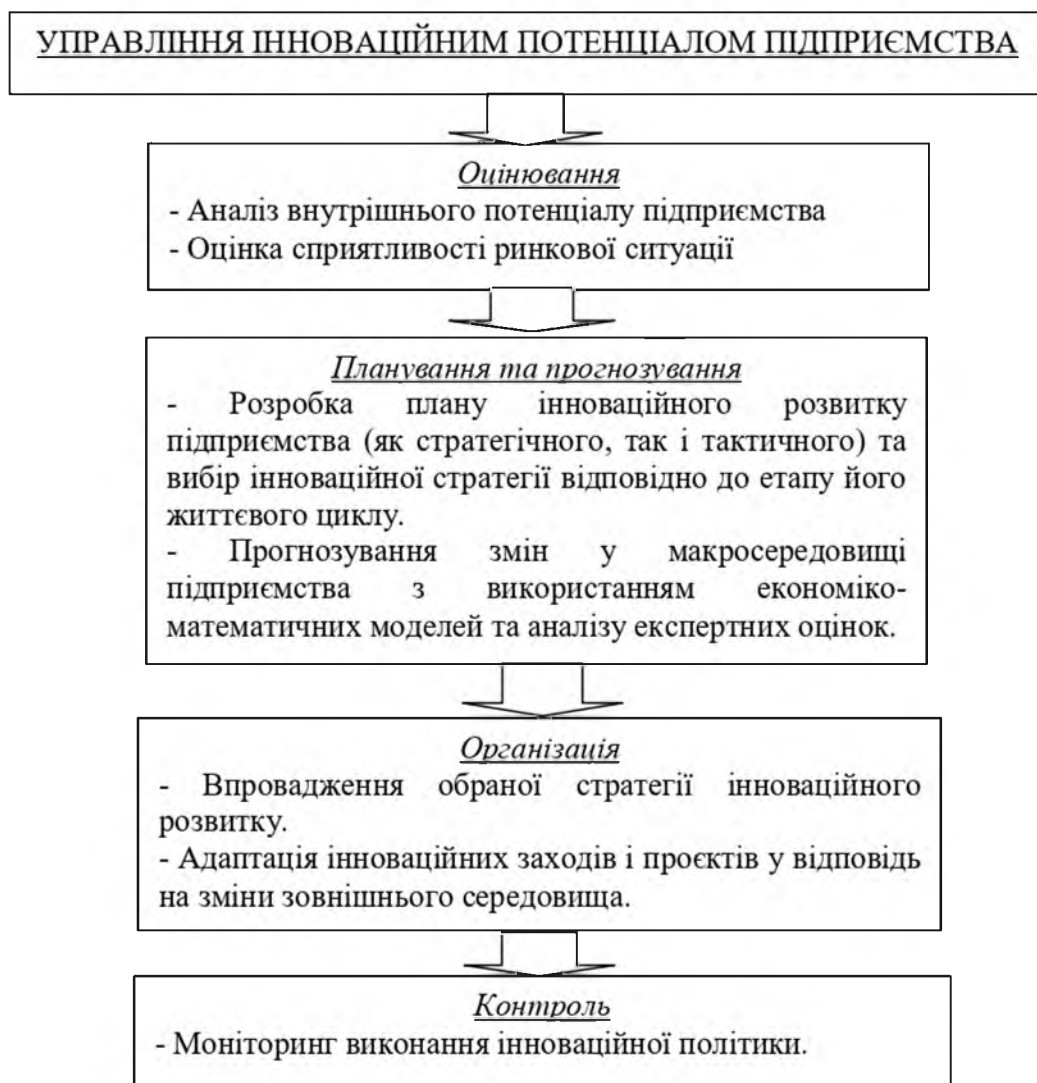 УПРАВЛІННЯ ІННОВАЦІЙНИМ ПОТЕНЦІАЛОМ ПІДПРИЄМСТВА
Оцінювання
- Аналіз внутрішнього потенціалу підприємства
- Оцінка сприятливості ринкової ситуації
Планування та прогнозування
- Розробка плану інноваційного розвитку
підприємства (як стратегічного, так і тактичного) та
вибір інноваційної стратегії відповідно до етапу його
життєвого циклу.
- Прогнозування змін у макросередовищі
підприємства з використанням економіко-
математичних моделей та аналізу експертних оцінок.
Організація
- Впровадження обраної стратегії інноваційного
розвитку.
- Адаптація інноваційних заходів і проєктів у відповідь
на зміни зовнішнього середовища.
Контроль
- Моніторинг виконання інноваційної політики.